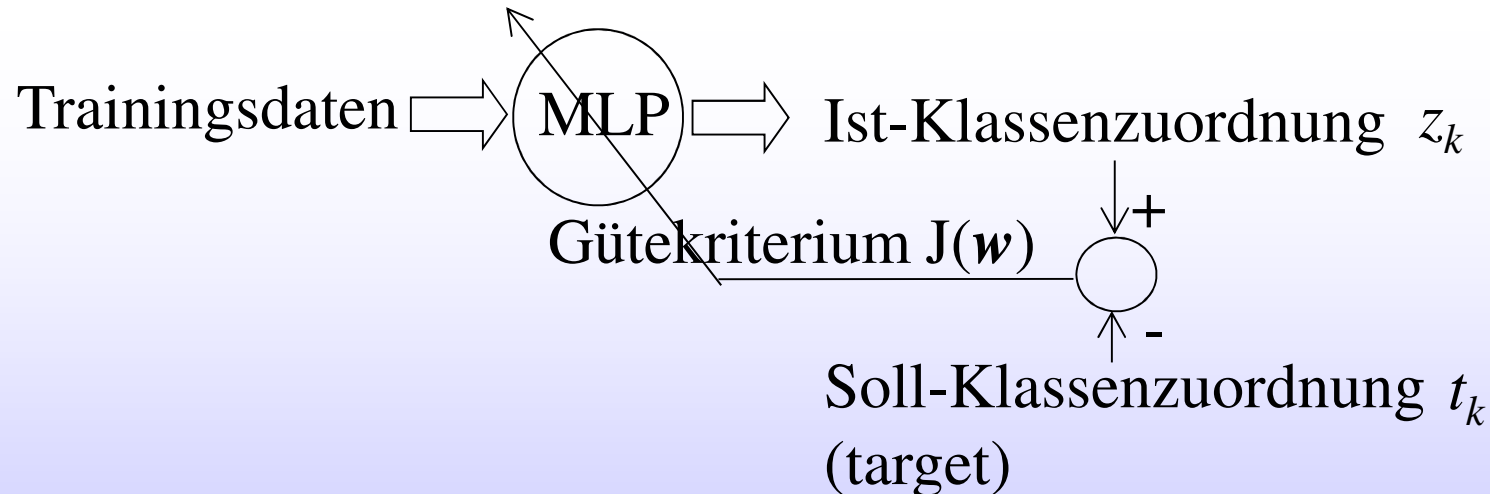 Trainingsdaten MLP Ist-Klassenzuordnung z_k
+
Gütekriterium J(w)
-
Soll-Klassenzuordnung t_k
(target)